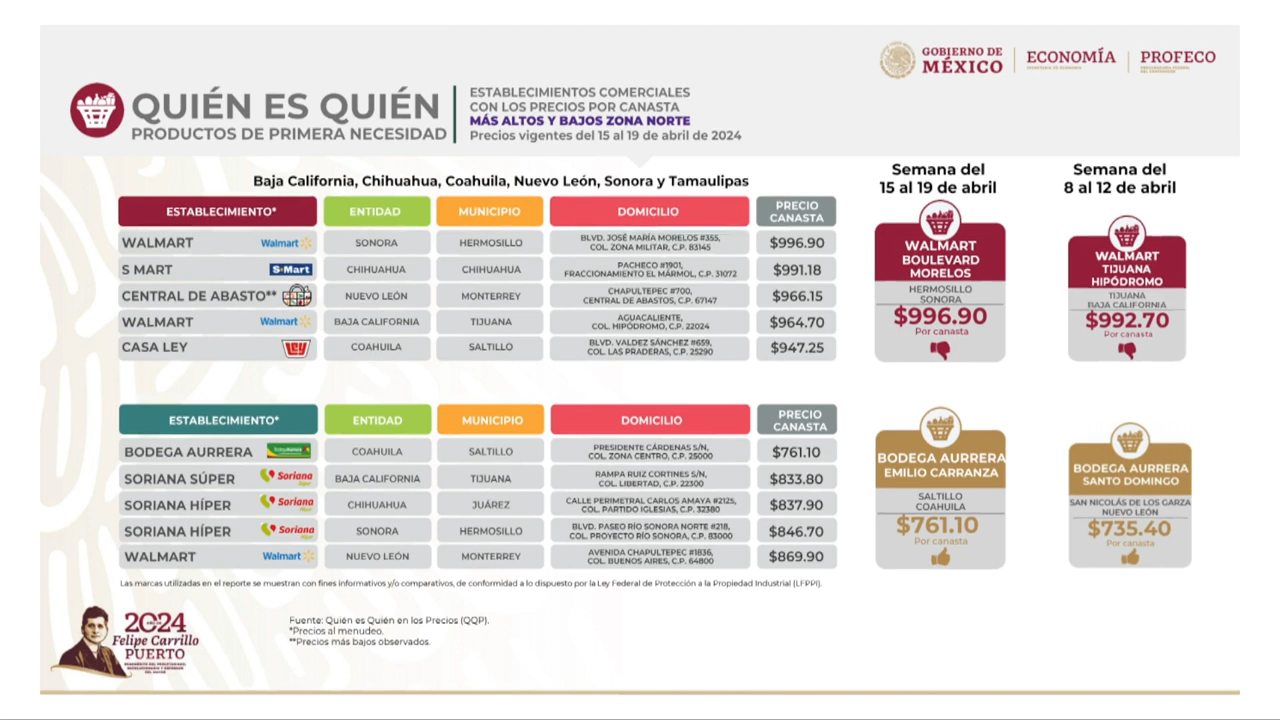 GOBIERNO DE
MÉXICO
ECONOMÍA
PROFECO
QUIÉN ES QUIÉN
PRODUCTOS DE PRIMERA NECESIDAD
ESTABLECIMIENTOS COMERCIALES
CON LOS PRECIOS POR CANASTA
MÁS ALTOS Y BAJOS ZONA NORTE
Precios vigentes del 15 al 19 de abril de 2024
Baja California, Chihuahua, Coahuila, Nuevo León, Sonora y Tamaulipas
ESTABLECIMIENTO* ENTIDAD MUNICIPIO DOMICILIO PRECIO CANASTA
WALMART Walmart SONORA HERMOSILLO BLVD. JOSÉ MARÍA MORELOS #355, COL. ZONA MILITAR, C.P. 83145 $996.90
S MART S-Mart CHIHUAHUA CHIHUAHUA PACHECO #1901, FRACCIONAMIENTO EL MÁRMOL, C.P. 31072 $991.18
CENTRAL DE ABASTO** NUEVO LEÓN MONTERREY CHAPULTEPEC #700, CENTRAL DE ABASTOS, C.P. 67147 $966.15
WALMART Walmart BAJA CALIFORNIA TIJUANA AGUACALIENTE, COL. HIPÓDROMO, C.P. 22024 $964.70
CASA LEY LEY COAHUILA SALTILLO BLVD. VALDEZ SÁNCHEZ #659, COL. LAS PRADERAS, C.P. 25290 $947.25
Semana del
15 al 19 de abril
WALMART
BOULEVARD
MORELOS
HERMOSILLO
SONORA
$996.90
Por canasta
Semana del
8 al 12 de abril
WALMART
TIJUANA
HIPÓDROMO
TIJUANA
BAJA CALIFORNIA
$992.70
Por canasta
ESTABLECIMIENTO* ENTIDAD MUNICIPIO DOMICILIO PRECIO CANASTA
BODEGA AURRERA COAHUILA SALTILLO PRESIDENTE CÁRDENAS S/N, COL. ZONA CENTRO, C.P. 25000 $761.10
SORIANA SÚPER Soriana BAJA CALIFORNIA TIJUANA RAMPA RUIZ CORTINES S/N, COL. LIBERTAD, C.P. 22300 $833.80
SORIANA HÍPER Soriana CHIHUAHUA JUÁREZ CALLE PERIMETRAL CARLOS AMAYA #2125, COL. PARTIDO IGLESIAS, C.P. 32380 $837.90
SORIANA HÍPER Soriana SONORA HERMOSILLO BLVD. PASEO RÍO SONORA NORTE #218, COL. PROYECTO RÍO SONORA, C.P. 83000 $846.70
WALMART Walmart NUEVO LEÓN MONTERREY AVENIDA CHAPULTEPEC #1836, COL. BUENOS AIRES, C.P. 64800 $869.90
BODEGA AURRERA
EMILIO CARRANZA
SALTILLO
COAHUILA
$761.10
Por canasta
BODEGA AURRERA
SANTO DOMINGO
SAN NICOLÁS DE LOS GARZA
NUEVO LEÓN
$735.40
Por canasta
Las marcas utilizadas en el reporte se muestran con fines informativos y/o comparativos, de conformidad a lo dispuesto por la Ley Federal de Protección a la Propiedad Industrial (LFPPI).
2024
Felipe Carrillo
PUERTO
Fuente: Quién es Quién en los Precios (QQP).
*Precios al menudeo.
**Precios más bajos observados.